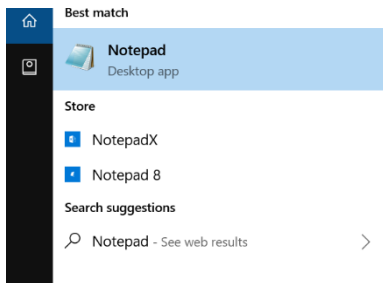 Best match
Notepad
Desktop app
Store
NotepadX
Notepad 8
Search suggestions
Notepad - See web results